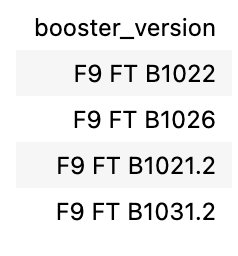 booster_version
F9 FT B1022
F9 FT B1026
F9 FT B1021.2
F9 FT B1031.2